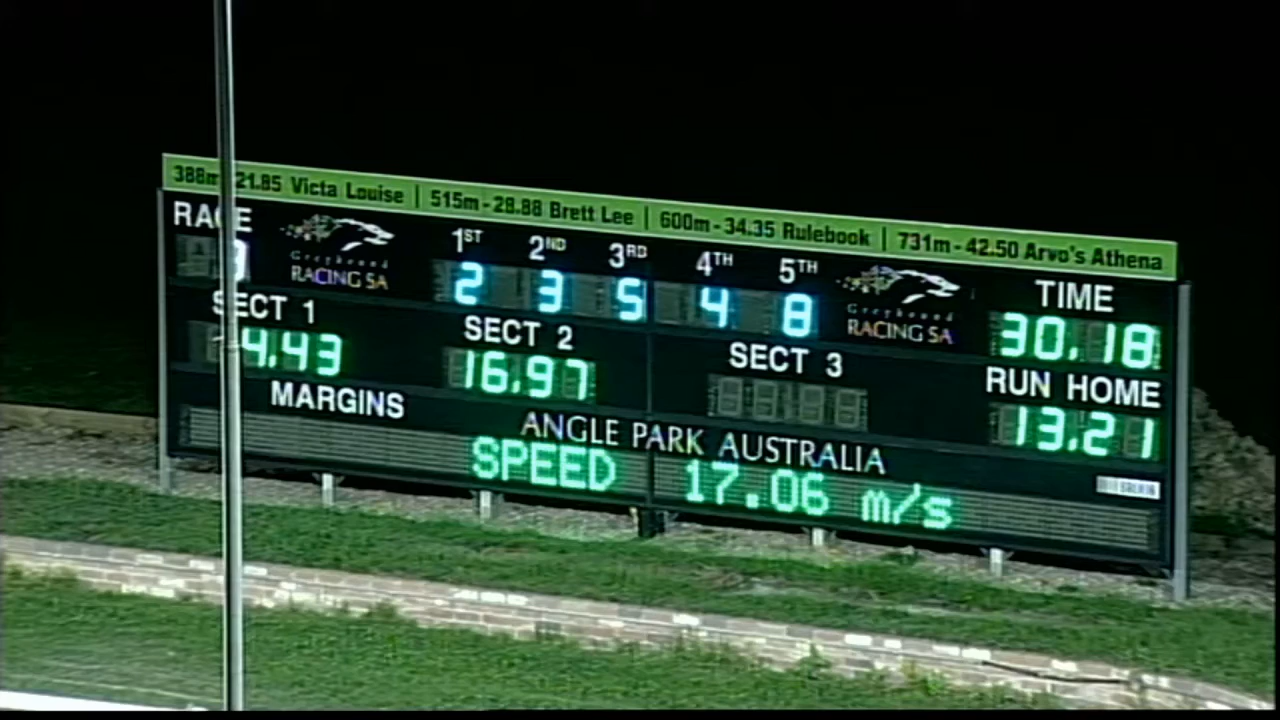 388m - 21.85 Victa Louise | 515m - 28.88 Brett Lee | 600m - 34.35 Rulebook | 731m - 42.50 Arvo's Athena
RACE
Greyhound
RACING SA
1ST 2ND 3RD 4TH 5TH
2 3 5 4 8
Greyhound
RACING SA
TIME
30.18
SECT 1
4.43
SECT 2
16.97
SECT 3
RUN HOME
13.21
MARGINS
ANGLE PARK AUSTRALIA
SPEED 17.06 m/s